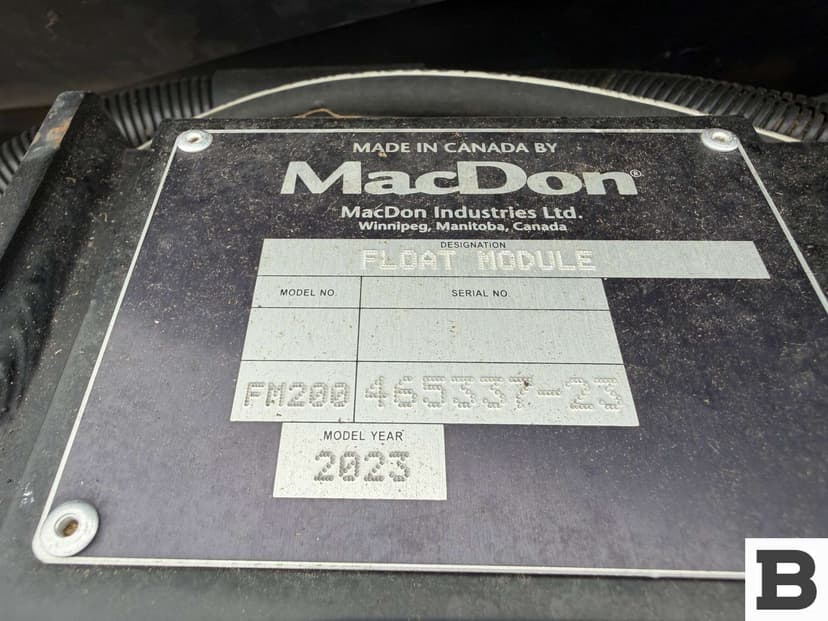 MADE IN CANADA BY
MacDon®
MacDon Industries Ltd.
Winnipeg, Manitoba, Canada
DESIGNATION
FLOAT MODULE
MODEL NO. SERIAL NO.
FM200 465337-23
MODEL YEAR
2023
B